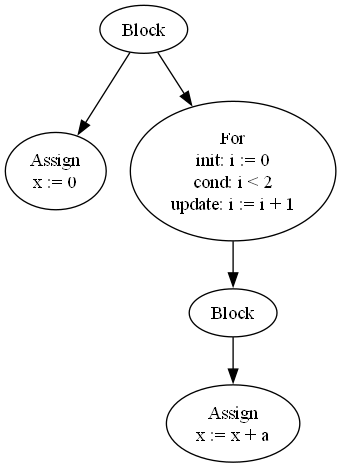 Block
Assign
x := 0
For
init: i := 0
cond: i < 2
update: i := i + 1
Block
Assign
x := x + a